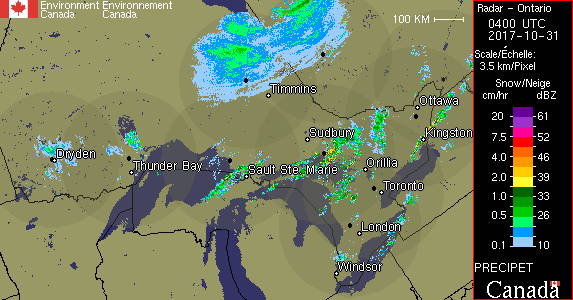 Environment Environnement
Canada Canada
100 KM
Timmins
Ottawa
Sudbury
Kingston
Dryden
Thunder Bay
Sault Ste. Marie
Orillia
Toronto
London
Windsor
Radar - Ontario
0400 UTC
2017-10-31
Scale/Échelle:
3.5 km/Pixel
Snow/Neige
cm/hr dBZ
20 61
7.5 52
4.0 46
2.0 39
1.0 33
0.5 26
0.1 10
PRECIPET
Canada